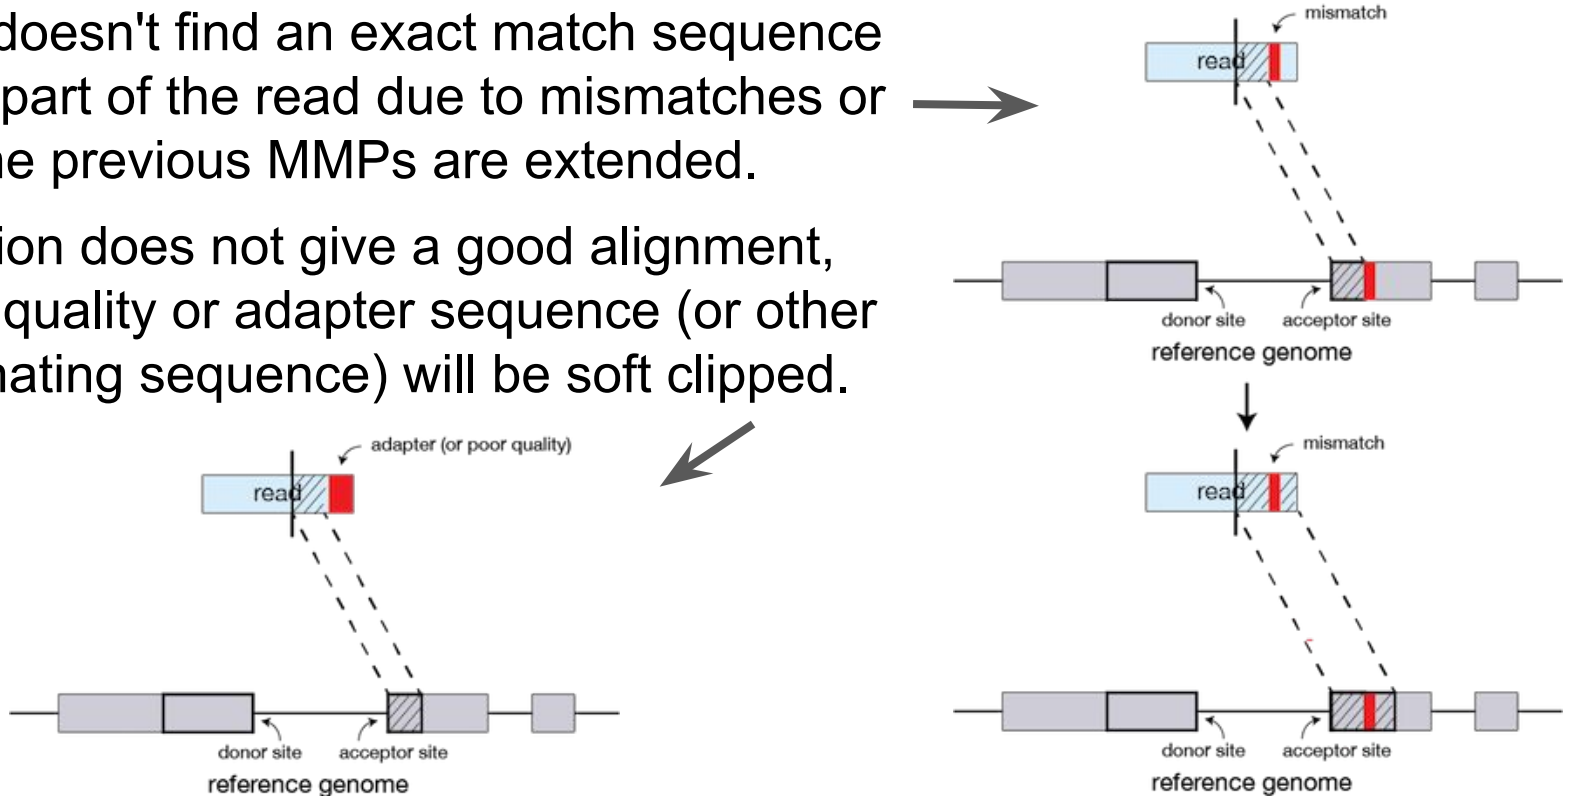 doesn't find an exact match sequence
part of the read due to mismatches or
he previous MMPs are extended.
ion does not give a good alignment,
quality or adapter sequence (or other
nating sequence) will be soft clipped.
mismatch
read
donor site acceptor site
reference genome
mismatch
read
donor site acceptor site
reference genome
adapter (or poor quality)
read
donor site acceptor site
reference genome